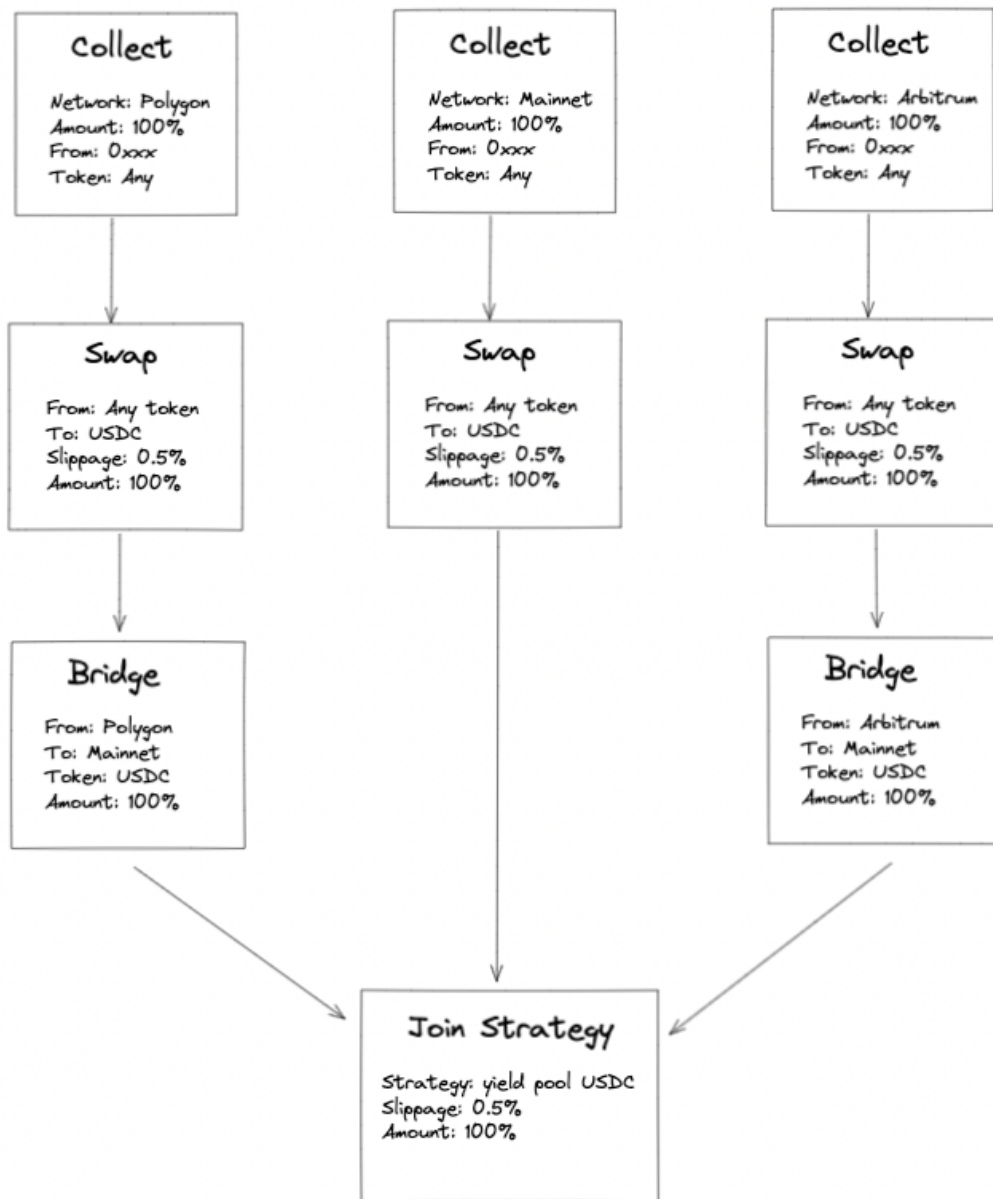 Collect
Network: Polygon
Amount: 100%
From: 0xxx
Token: Any
Collect
Network: Mainnet
Amount: 100%
From: 0xxx
Token: Any
Collect
Network: Arbitrum
Amount: 100%
From: 0xxx
Token: Any
Swap
From: Any token
To: USDC
Slippage: 0.5%
Amount: 100%
Swap
From: Any token
To: USDC
Slippage: 0.5%
Amount: 100%
Swap
From: Any token
To: USDC
Slippage: 0.5%
Amount: 100%
Bridge
From: Polygon
To: Mainnet
Token: USDC
Amount: 100%
Bridge
From: Arbitrum
To: Mainnet
Token: USDC
Amount: 100%
Join Strategy
Strategy: yield pool USDC
Slippage: 0.5%
Amount: 100%